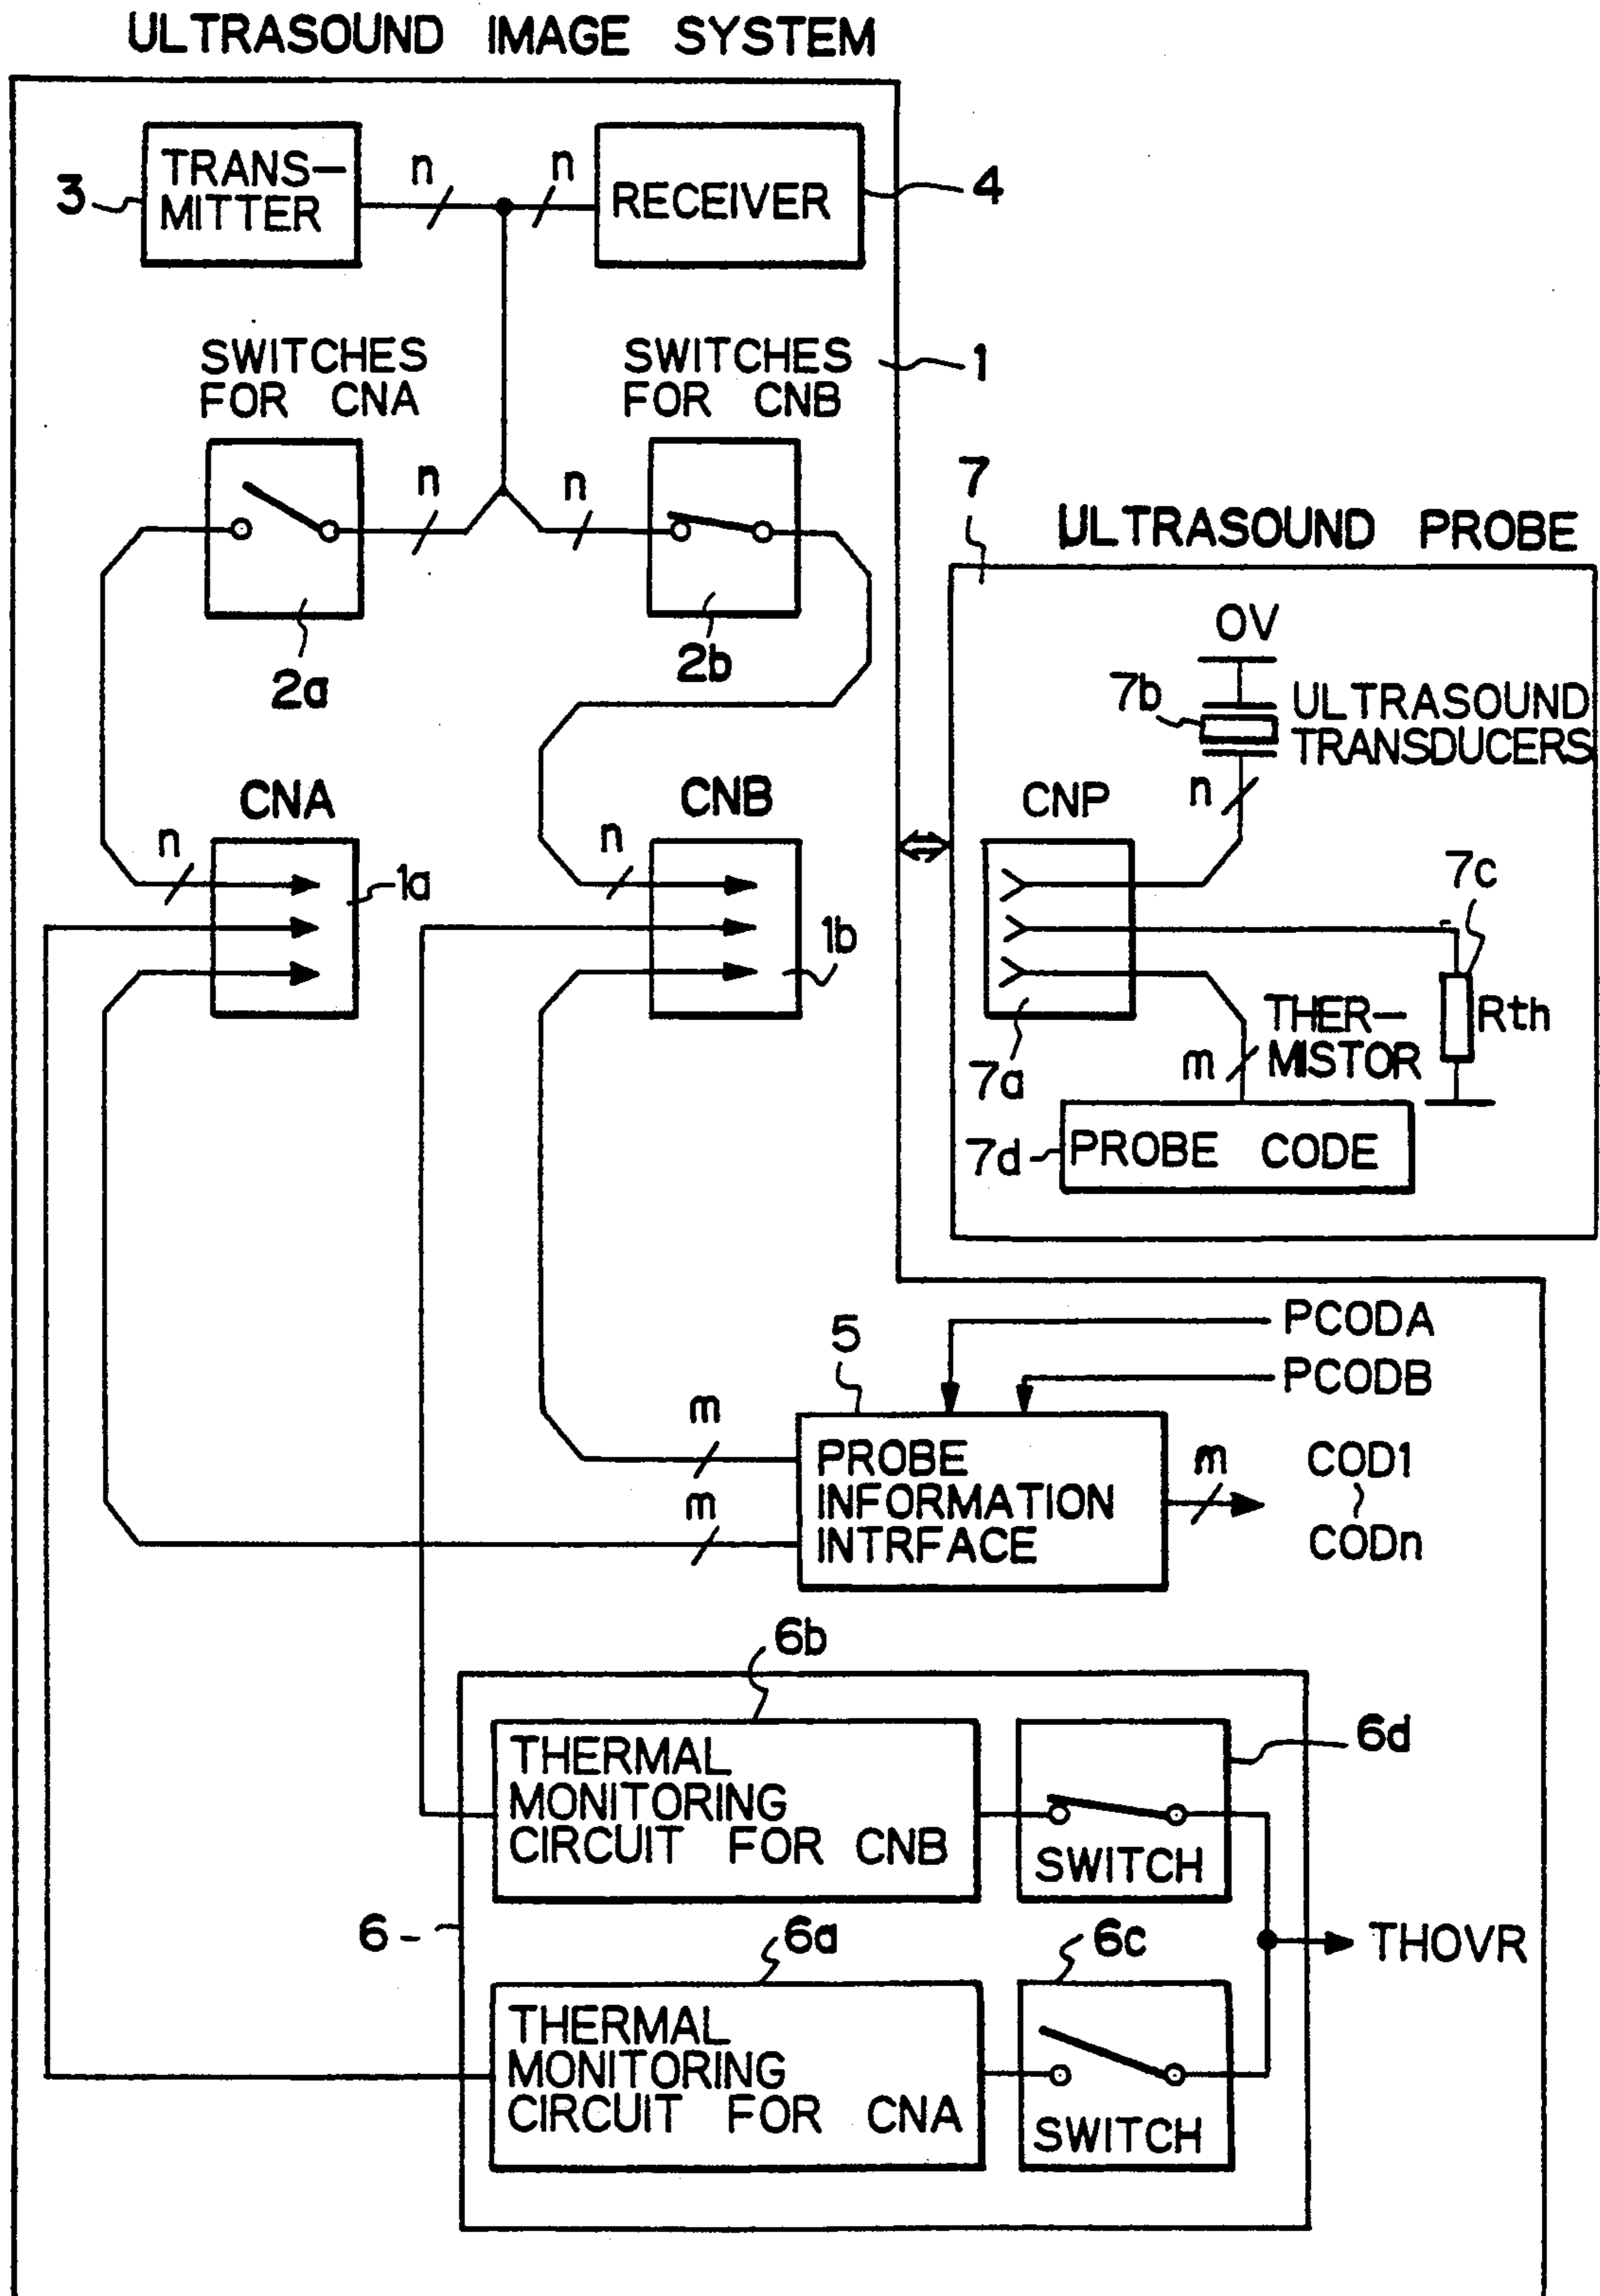 ULTRASOUND IMAGE SYSTEM
TRANS-
MITTER
3
n
n
RECEIVER
4
SWITCHES
FOR CNA
SWITCHES
FOR CNB
1
n
n
2a
2b
7
ULTRASOUND PROBE
0V
7b
ULTRASOUND
TRANSDUCERS
n
CNA
CNB
CNP
n
n
1a
1b
7c
THER-
MISTOR
Rth
7a
m
7d
PROBE CODE
PCODA
PCODB
5
m
m
PROBE
INFORMATION
INTRFACE
m
COD1
CODn
6b
THERMAL
MONITORING
CIRCUIT FOR CNB
SWITCH
6d
6
6a
6c
THOVR
THERMAL
MONITORING
CIRCUIT FOR CNA
SWITCH